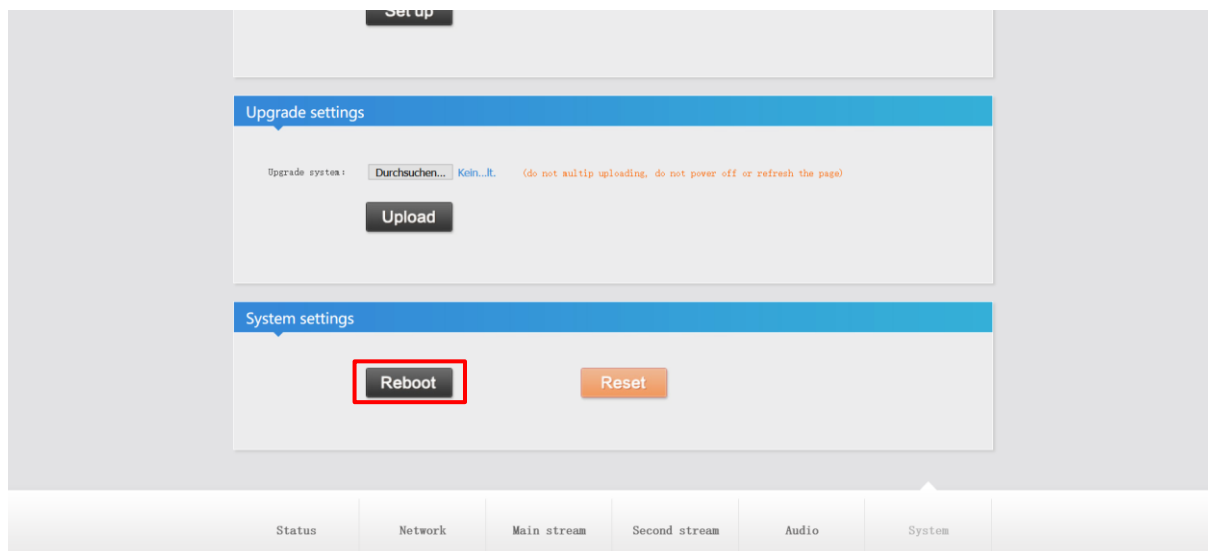 Set up
Upgrade settings
Upgrade system: Durchsuchen... Kein...lt. (do not multip uploading, do not power off or refresh the page)
Upload
System settings
Reboot Reset
Status Network Main stream Second stream Audio System